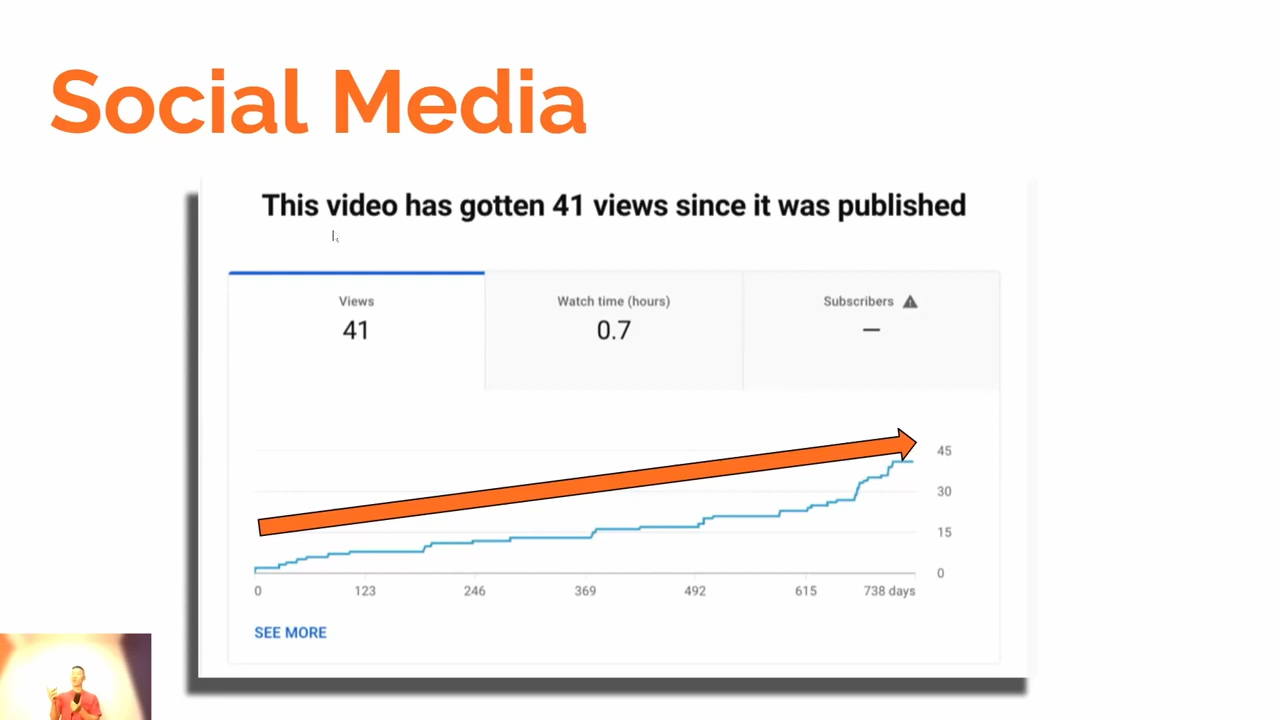 Social Media
This video has gotten 41 views since it was published
Views
41
Watch time (hours)
0.7
Subscribers
—
45
30
15
0
0 123 246 369 492 615 738 days
SEE MORE